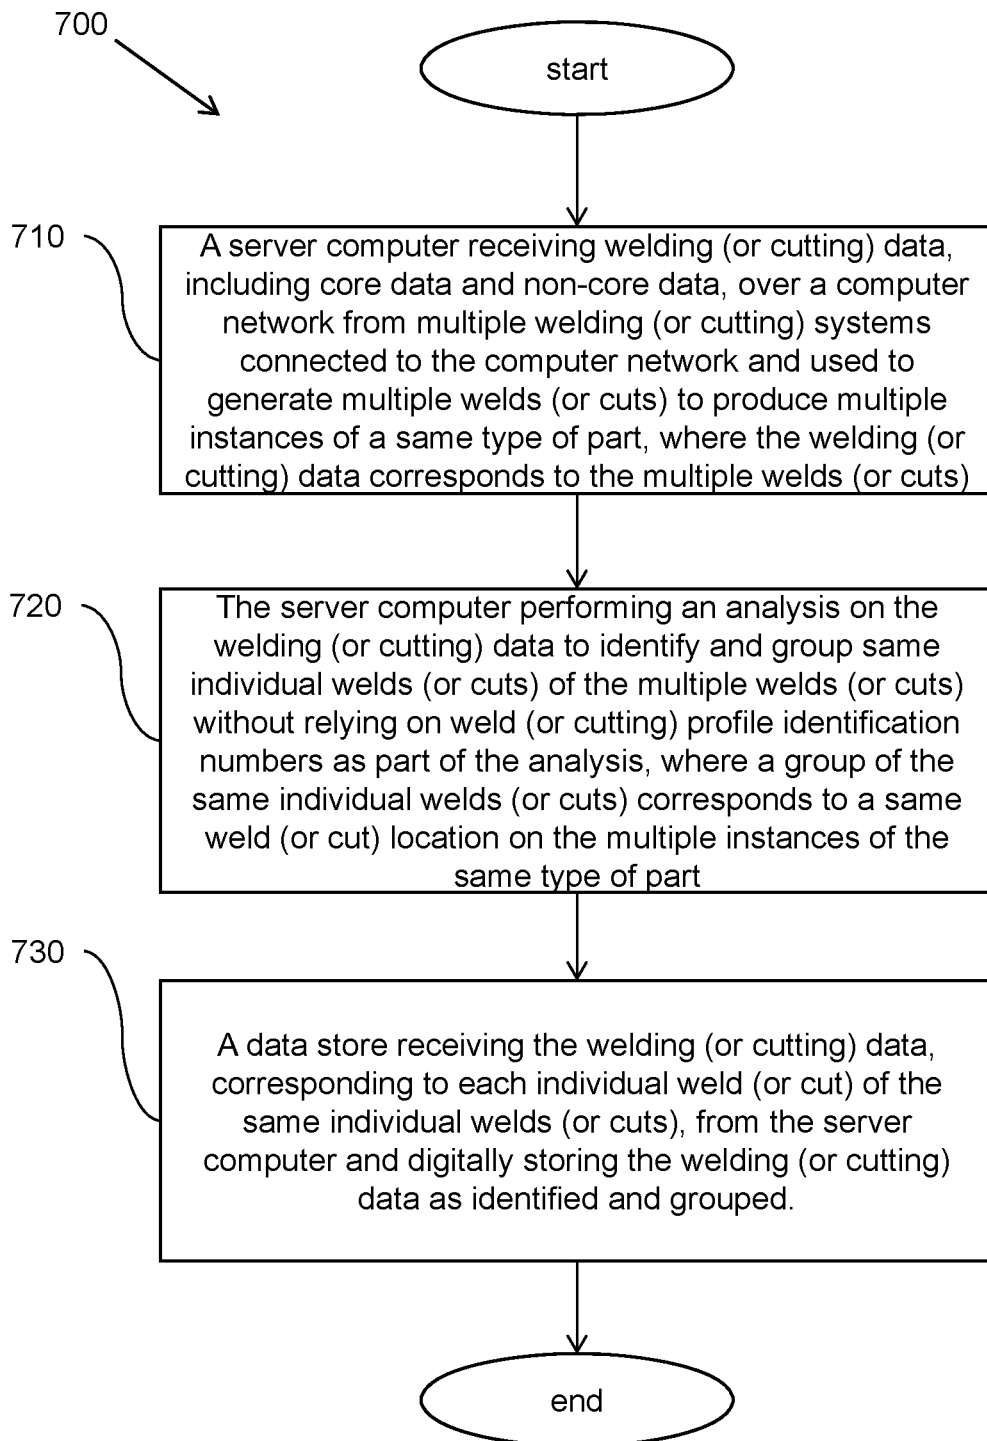 700
start
710
A server computer receiving welding (or cutting) data,
including core data and non-core data, over a computer
network from multiple welding (or cutting) systems
connected to the computer network and used to
generate multiple welds (or cuts) to produce multiple
instances of a same type of part, where the welding (or
cutting) data corresponds to the multiple welds (or cuts)
720
The server computer performing an analysis on the
welding (or cutting) data to identify and group same
individual welds (or cuts) of the multiple welds (or cuts)
without relying on weld (or cutting) profile identification
numbers as part of the analysis, where a group of the
same individual welds (or cuts) corresponds to a same
weld (or cut) location on the multiple instances of the
same type of part
730
A data store receiving the welding (or cutting) data,
corresponding to each individual weld (or cut) of the
same individual welds (or cuts), from the server
computer and digitally storing the welding (or cutting)
data as identified and grouped.
end